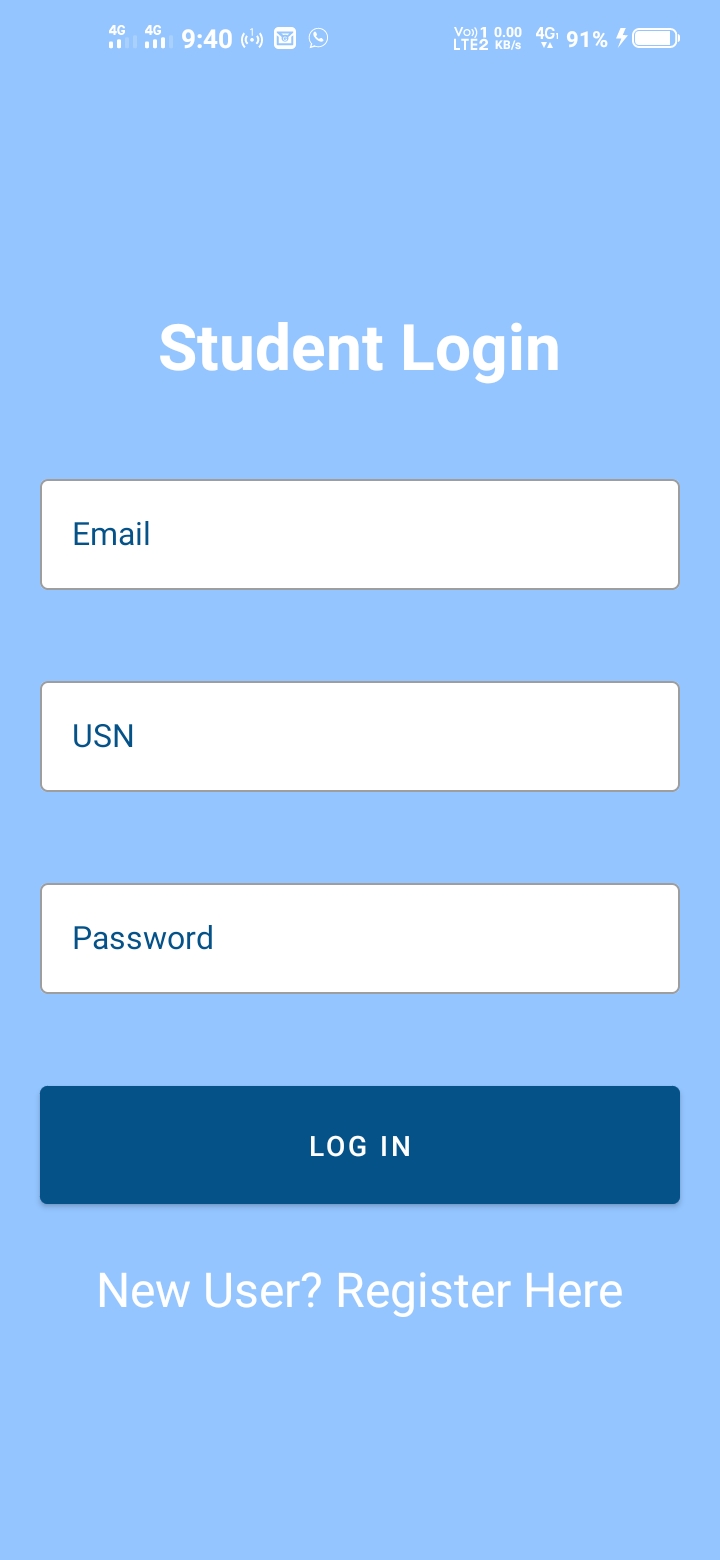 4G 4G 9:40 Vo 1 0.00 4G 91%
LTE2 KB/s
Student Login
Email
USN
Password
LOG IN
New User? Register Here